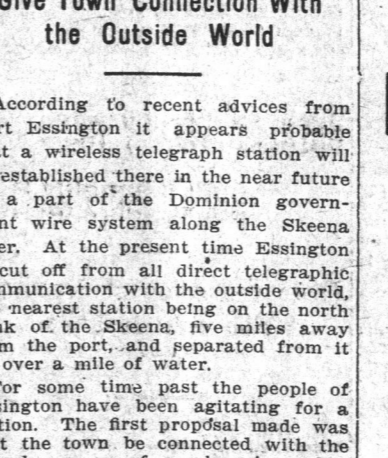 Give Town Connection With
the Outside World
According to recent advices from
rt Essington it appears probable
at a wireless telegraph station will
established there in the near future
a part of the Dominion govern-
nt wire system along the Skeena
er. At the present time Essington
cut off from all direct telegraphic
mmunication with the outside world,
nearest station being on the north
nk of the Skeena, five miles away
m the port, and separated from it
over a mile of water.
For some time past the people of
sington have been agitating for a
tion. The first proposal made was
t the town be connected with the